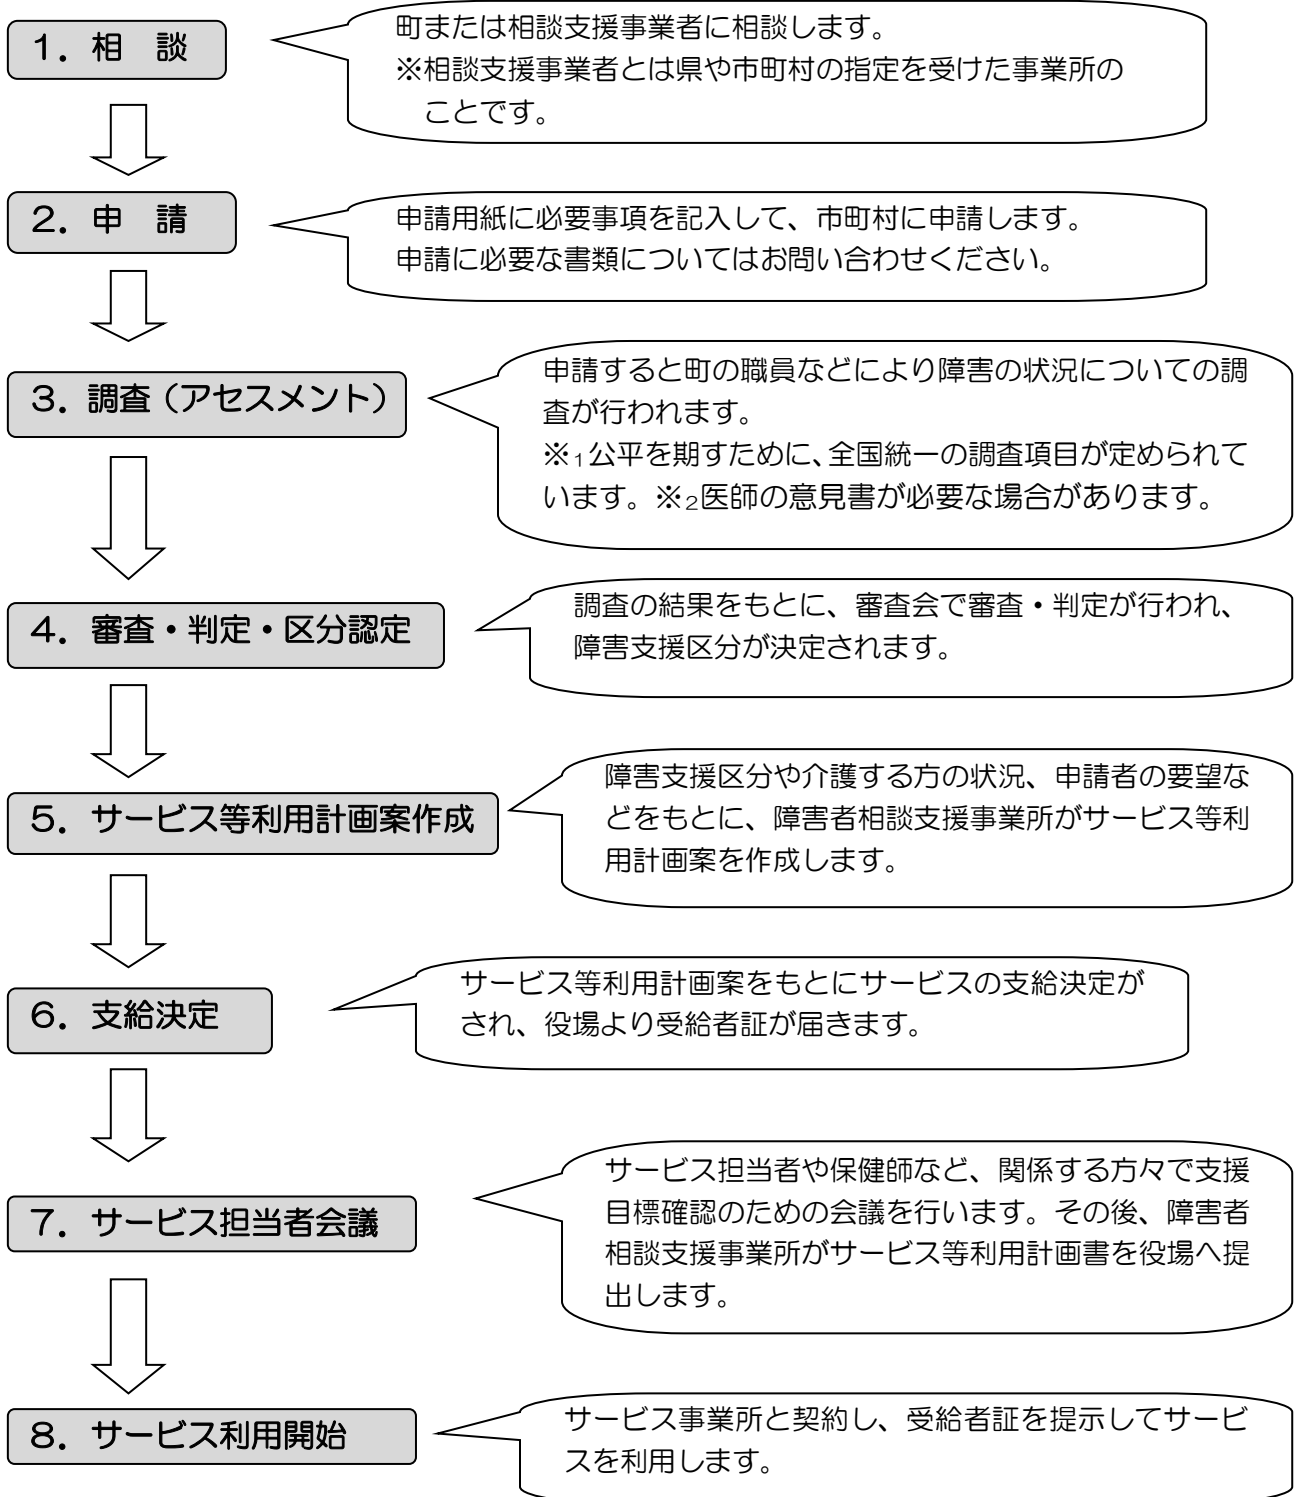 １．相　談
町または相談支援事業者に相談します。
※相談支援事業者とは県や市町村の指定を受けた事業所の
ことです。
２．申　請
申請用紙に必要事項を記入して、市町村に申請します。
申請に必要な書類についてはお問い合わせください。
３．調査（アセスメント）
申請すると町の職員などにより障害の状況についての調
査が行われます。
※₁公平を期すために、全国統一の調査項目が定められて
います。※₂医師の意見書が必要な場合があります。
４．審査・判定・区分認定
調査の結果をもとに、審査会で審査・判定が行われ、
障害支援区分が決定されます。
５．サービス等利用計画案作成
障害支援区分や介護する方の状況、申請者の要望な
どをもとに、障害者相談支援事業所がサービス等利
用計画案を作成します。
６．支給決定
サービス等利用計画案をもとにサービスの支給決定が
され、役場より受給者証が届きます。
７．サービス担当者会議
サービス担当者や保健師など、関係する方々で支援
目標確認のための会議を行います。その後、障害者
相談支援事業所がサービス等利用計画書を役場へ提
出します。
８．サービス利用開始
サービス事業所と契約し、受給者証を提示してサービ
スを利用します。